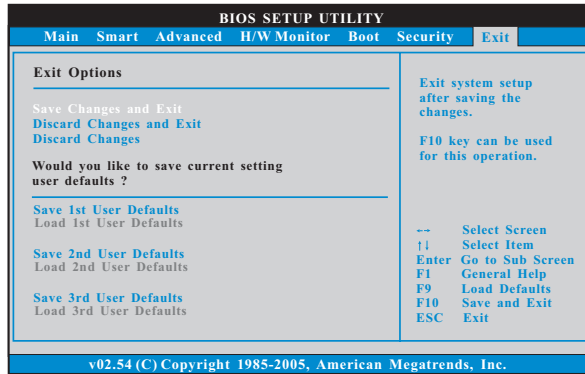 BIOS SETUP UTILITY
Main Smart Advanced H/W Monitor Boot Security Exit
Exit Options
Save Changes and Exit
Discard Changes and Exit
Discard Changes
Would you like to save current setting
user defaults ?
Save 1st User Defaults
Load 1st User Defaults
Save 2nd User Defaults
Load 2nd User Defaults
Save 3rd User Defaults
Load 3rd User Defaults
Exit system setup
after saving the
changes.
F10 key can be used
for this operation.
←→ Select Screen
↑↓ Select Item
Enter Go to Sub Screen
F1 General Help
F9 Load Defaults
F10 Save and Exit
ESC Exit
v02.54 (C) Copyright 1985-2005, American Megatrends, Inc.